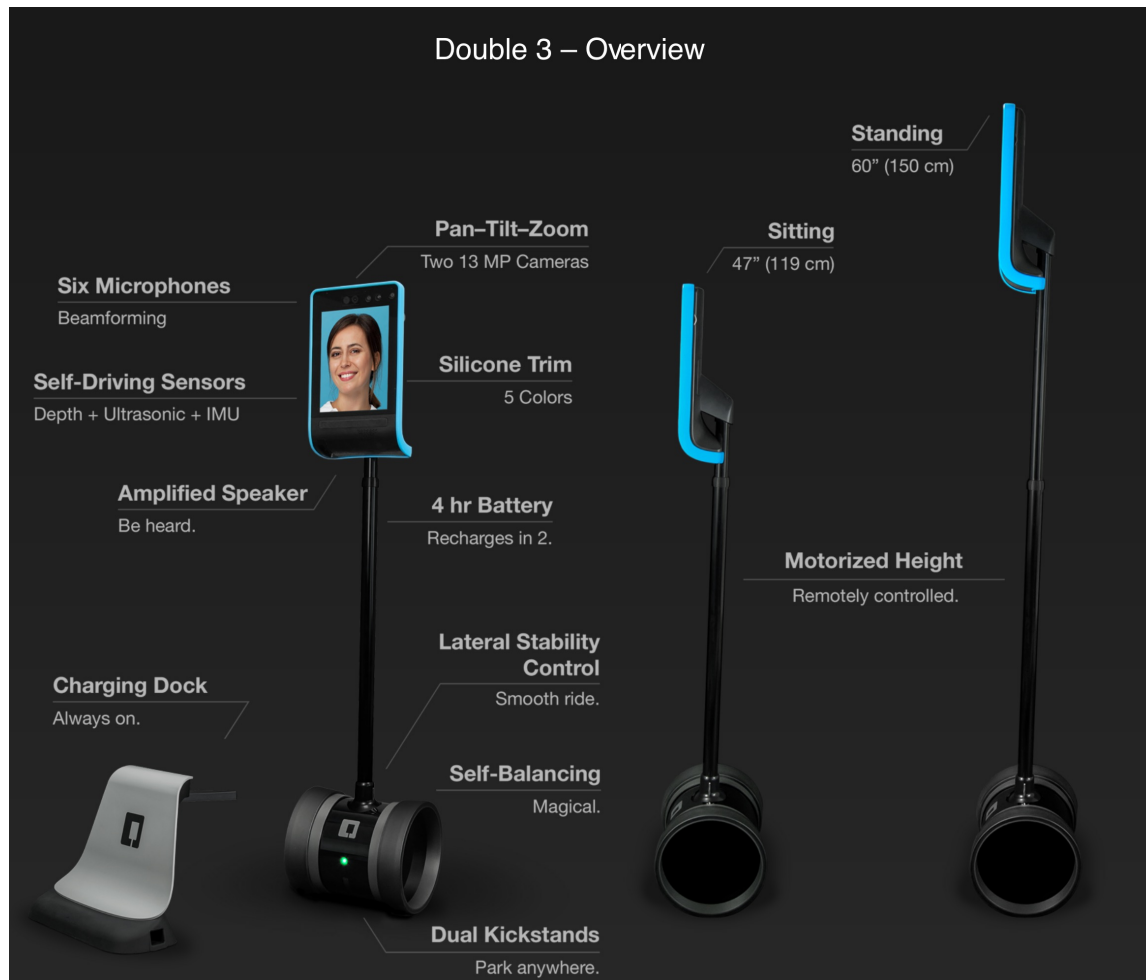 Double 3 – Overview
Standing
60” (150 cm)
Pan–Tilt–Zoom
Two 13 MP Cameras
Sitting
47” (119 cm)
Six Microphones
Beamforming
Silicone Trim
5 Colors
Self-Driving Sensors
Depth + Ultrasonic + IMU
Amplified Speaker
Be heard.
4 hr Battery
Recharges in 2.
Motorized Height
Remotely controlled.
Lateral Stability
Control
Smooth ride.
Charging Dock
Always on.
Self-Balancing
Magical.
Dual Kickstands
Park anywhere.